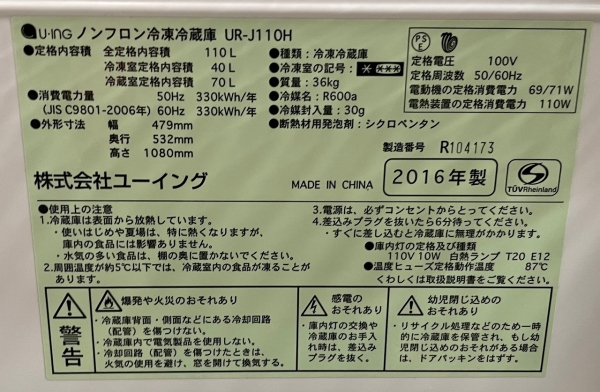 U-ING ノンフロン冷凍冷蔵庫 UR-J110H
●定格内容積 全定格内容積 110L
冷凍室定格内容積 40L
冷蔵室定格内容積 70L
●消費電力量 50Hz 330kWh/年
(JIS C9801-2006年) 60Hz 330kWh/年
●外形寸法 幅 479mm
奥行 532mm
高さ 1080mm
●種類：冷凍冷蔵庫
●冷凍室の記号：
●質量：36kg
●冷媒名：R600a
●冷媒封入量：30g
●断熱材用発泡剤：シクロペンタン
PSE
定格電圧 100V
定格周波数 50/60Hz
電動機の定格消費電力 69/71W
電熱装置の定格消費電力 110W
製造番号 R104173
株式会社ユーイング
MADE IN CHINA
2016年製
TÜVRheinland
●使用上の注意
1.冷蔵庫は表面から放熱しています。
・使いはじめや夏場は、特に熱くなりますが、
庫内の食品には影響ありません。
・水気の多い食品は、棚の奥に置かないでください。
2.周囲温度が約5℃以下では、冷蔵室内の食品が凍ることがあります。
3.電源は、必ずコンセントからとってください。
4.差込みプラグを抜いたら6分待ってください。
・すぐに差し込むと冷蔵庫に無理がかかります。
●庫内灯の定格及び種類
110V 10W 白熱ランプ T20 E12
●温度ヒューズ定格動作温度 87℃
くわしくは取扱説明書をご覧ください。
警告
爆発や火災のおそれあり
・冷蔵庫背面・側面などにある冷却回路
(配管)を傷つけない。
・冷蔵庫内で電気製品を使用しない。
・冷却回路(配管)を傷つけたときは、
火気の使用を避け、窓を開けて換気する。
感電の
おそれあり
・庫内灯の交換や
冷蔵庫のお手
入れ時は、差込み
プラグを抜く。
幼児閉じ込めの
おそれあり
・リサイクル処理などのため一時
的に冷蔵庫を保管され、もし幼
児閉じ込めのおそれがある場合
は、ドアパッキンをはずす。